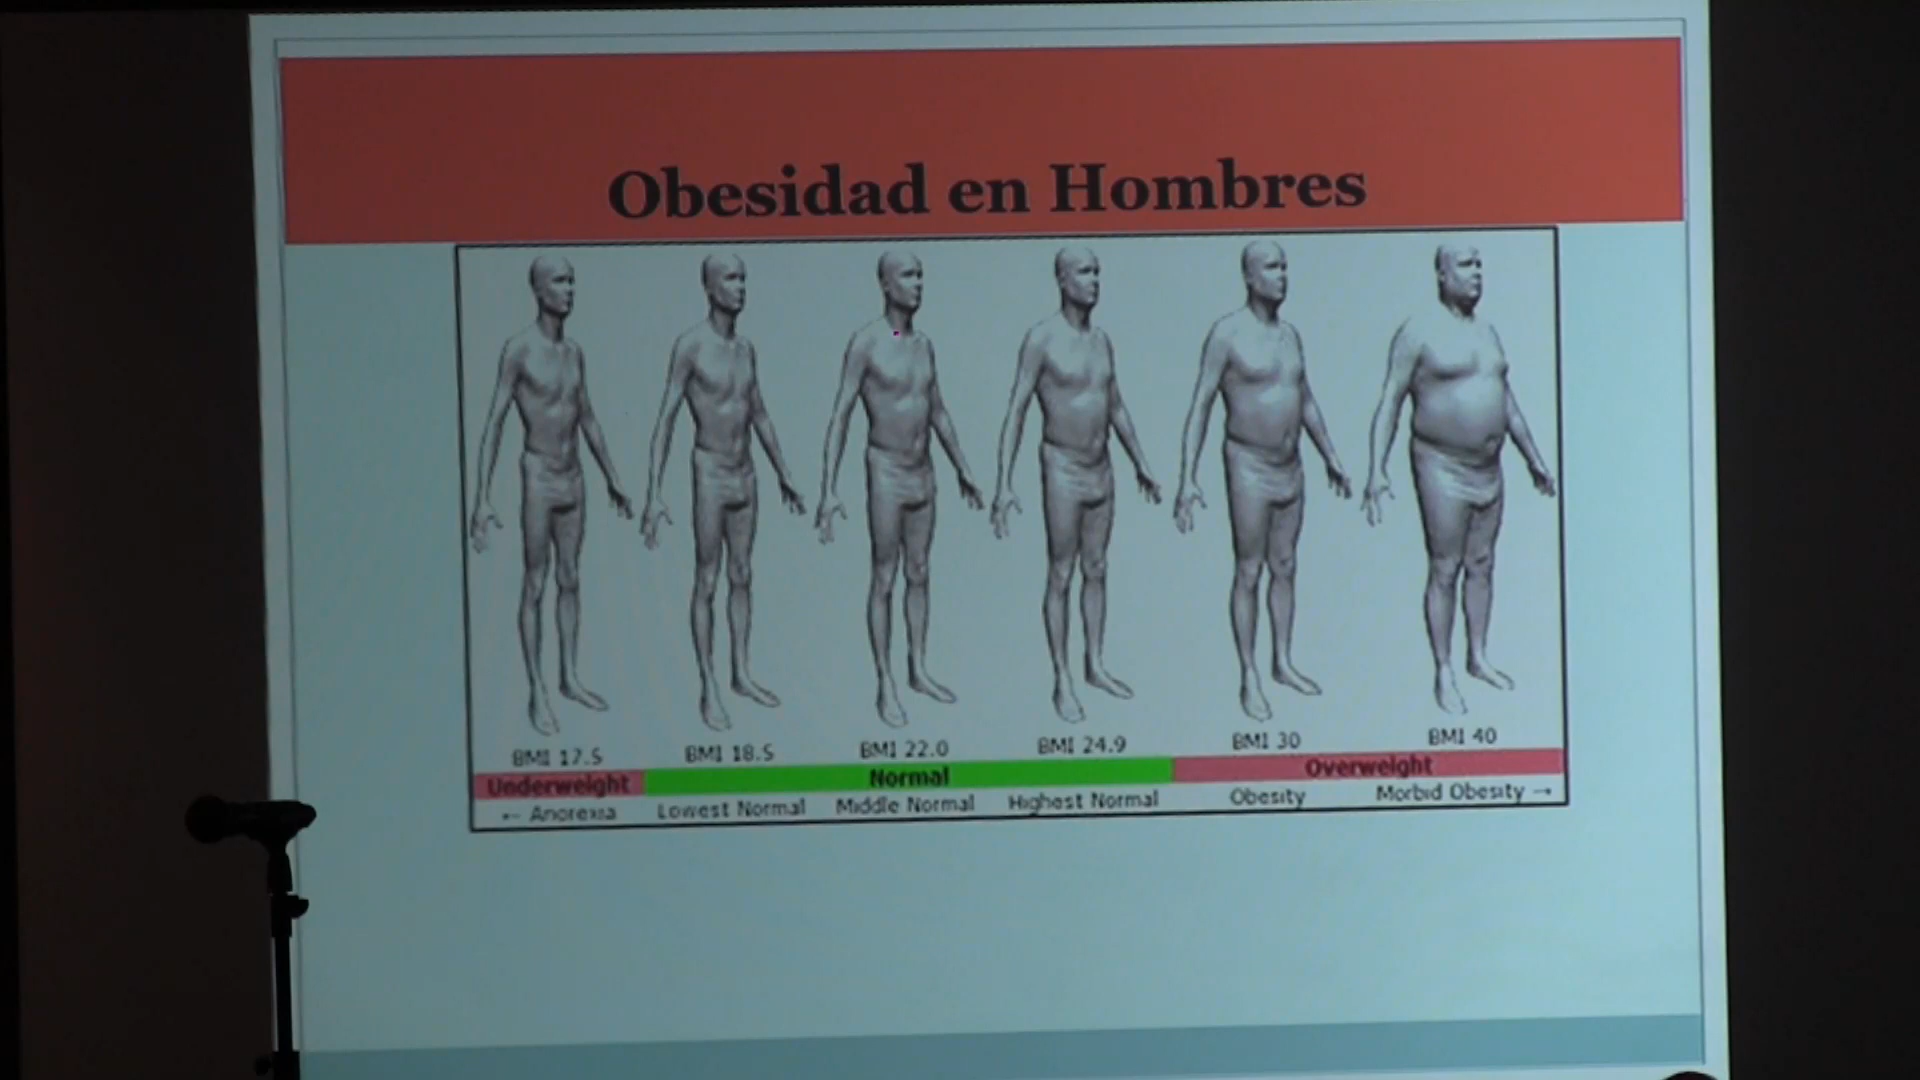 Obesidad en Hombres
BMI 17.5 BMI 18.5 BMI 22.0 BMI 24.9 BMI 30 BMI 40
Underweight Normal Overweight
← Anorexia Lowest Normal Middle Normal Highest Normal Obesity Morbid Obesity →